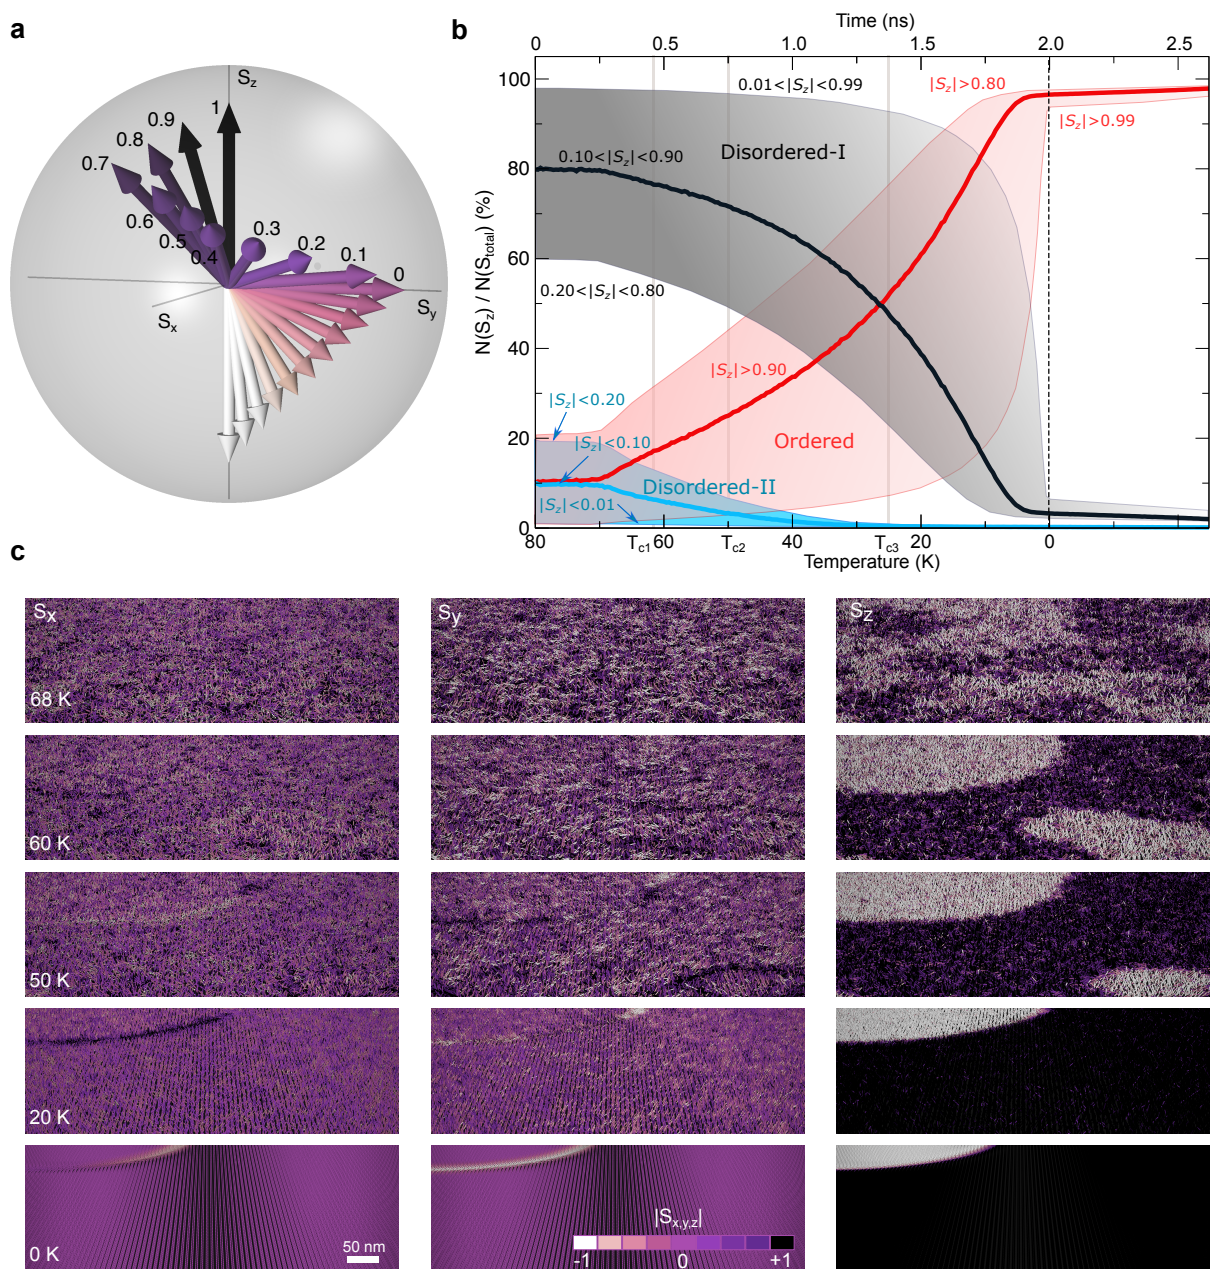 a
S_z
1
0.9
0.8
0.7
0.6
0.5
0.4
0.3
0.2
0.1
0
S_x
S_y
b
Time (ns)
0 0.5 1.0 1.5 2.0 2.5
N(S_z) / N(S_total) (%)
100
80
60
40
20
0
0.01<|S_z|<0.99
|S_z|>0.80
|S_z|>0.99
0.10<|S_z|<0.90
Disordered-I
0.20<|S_z|<0.80
|S_z|>0.90
|S_z|<0.20
|S_z|<0.10
Ordered
Disordered-II
|S_z|<0.01
80 T_c1 60 T_c2 40 T_c3 20 0
Temperature (K)
c
S_x S_y S_z
68 K
60 K
50 K
20 K
0 K
50 nm
|S_x,y,z|
-1 0 +1